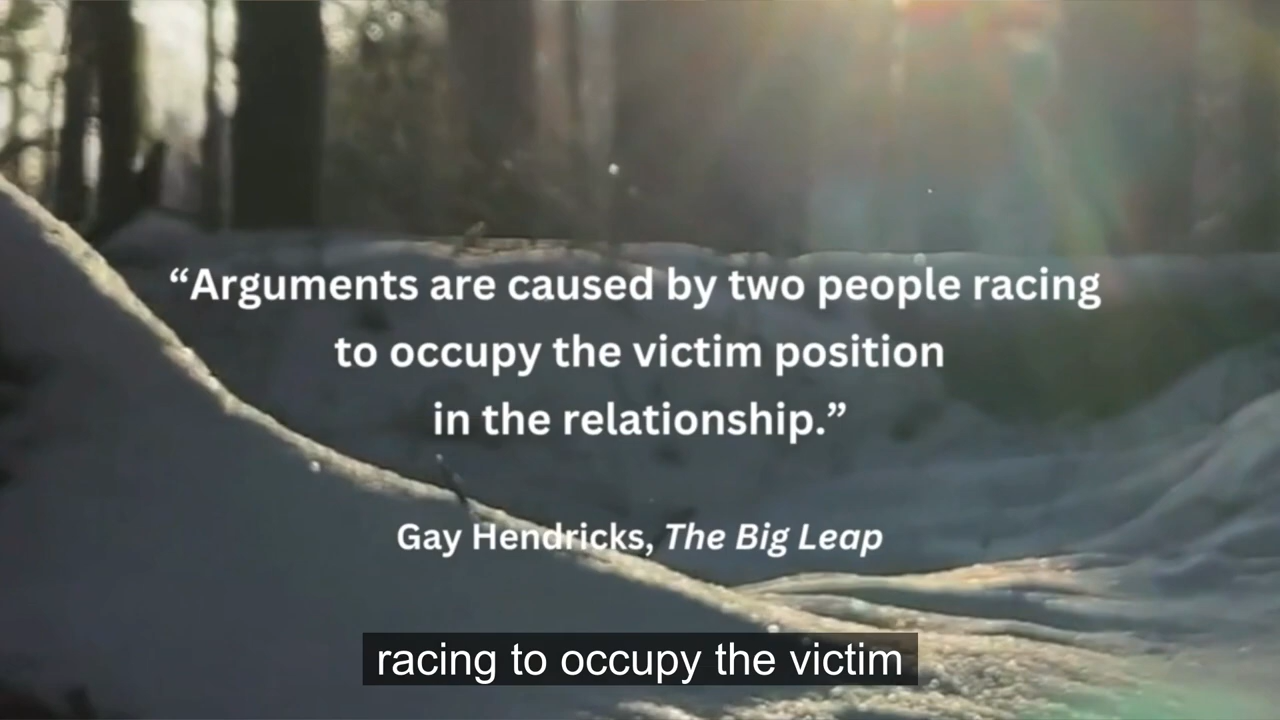 “Arguments are caused by two people racing
to occupy the victim position
in the relationship.”
Gay Hendricks, The Big Leap
racing to occupy the victim